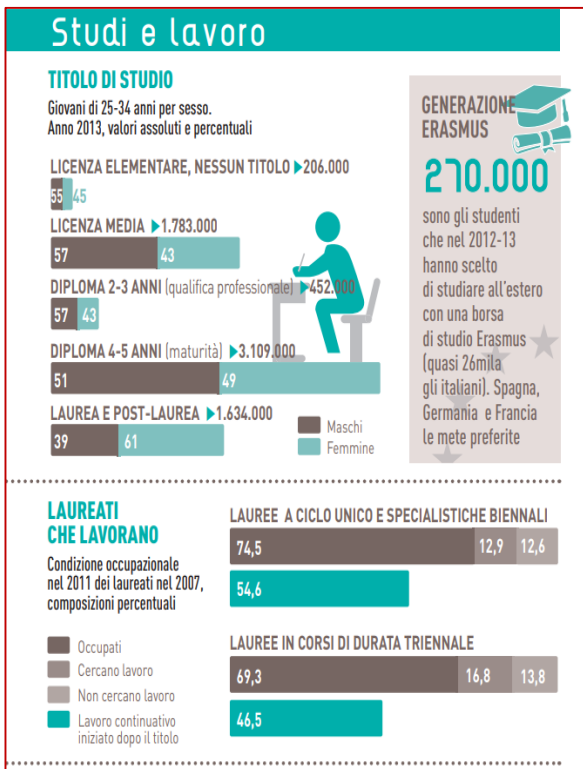 Studi e lavoro
TITOLO DI STUDIO
Giovani di 25-34 anni per sesso.
Anno 2013, valori assoluti e percentuali
LICENZA ELEMENTARE, NESSUN TITOLO ▶206.000
55 45
LICENZA MEDIA ▶1.783.000
57 43
DIPLOMA 2-3 ANNI (qualifica professionale) ▶452.000
57 43
DIPLOMA 4-5 ANNI (maturità) ▶3.109.000
51 49
LAUREA E POST-LAUREA ▶1.634.000
39 61
Maschi
Femmine
GENERAZIONE
ERASMUS
270.000
sono gli studenti
che nel 2012-13
hanno scelto
di studiare all'estero
con una borsa
di studio Erasmus
(quasi 26mila
gli italiani). Spagna,
Germania e Francia
le mete preferite
LAUREATI
CHE LAVORANO
Condizione occupazionale
nel 2011 dei laureati nel 2007,
composizioni percentuali
Occupati
Cercano lavoro
Non cercano lavoro
Lavoro continuativo
iniziato dopo il titolo
LAUREE A CICLO UNICO E SPECIALISTICHE BIENNALI
74,5 12,9 12,6
54,6
LAUREE IN CORSI DI DURATA TRIENNALE
69,3 16,8 13,8
46,5